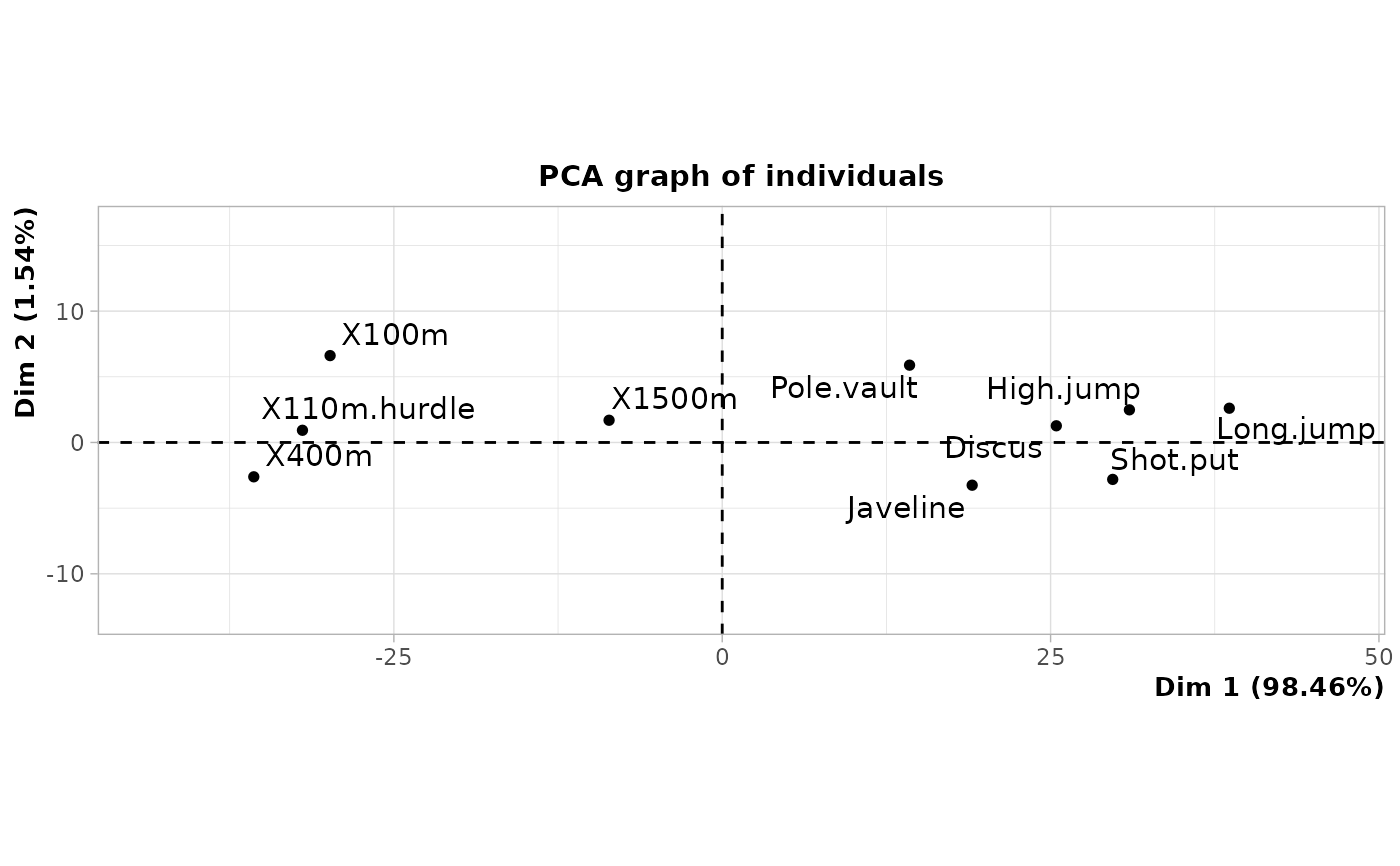 PCA graph of individuals
Dim 2 (1.54%)
10
0
-10
X100m
X110m.hurdle
X400m
X1500m
Pole.vault
High.jump
Long.jump
Discus
Shot.put
Javeline
-25
0
25
50
Dim 1 (98.46%)